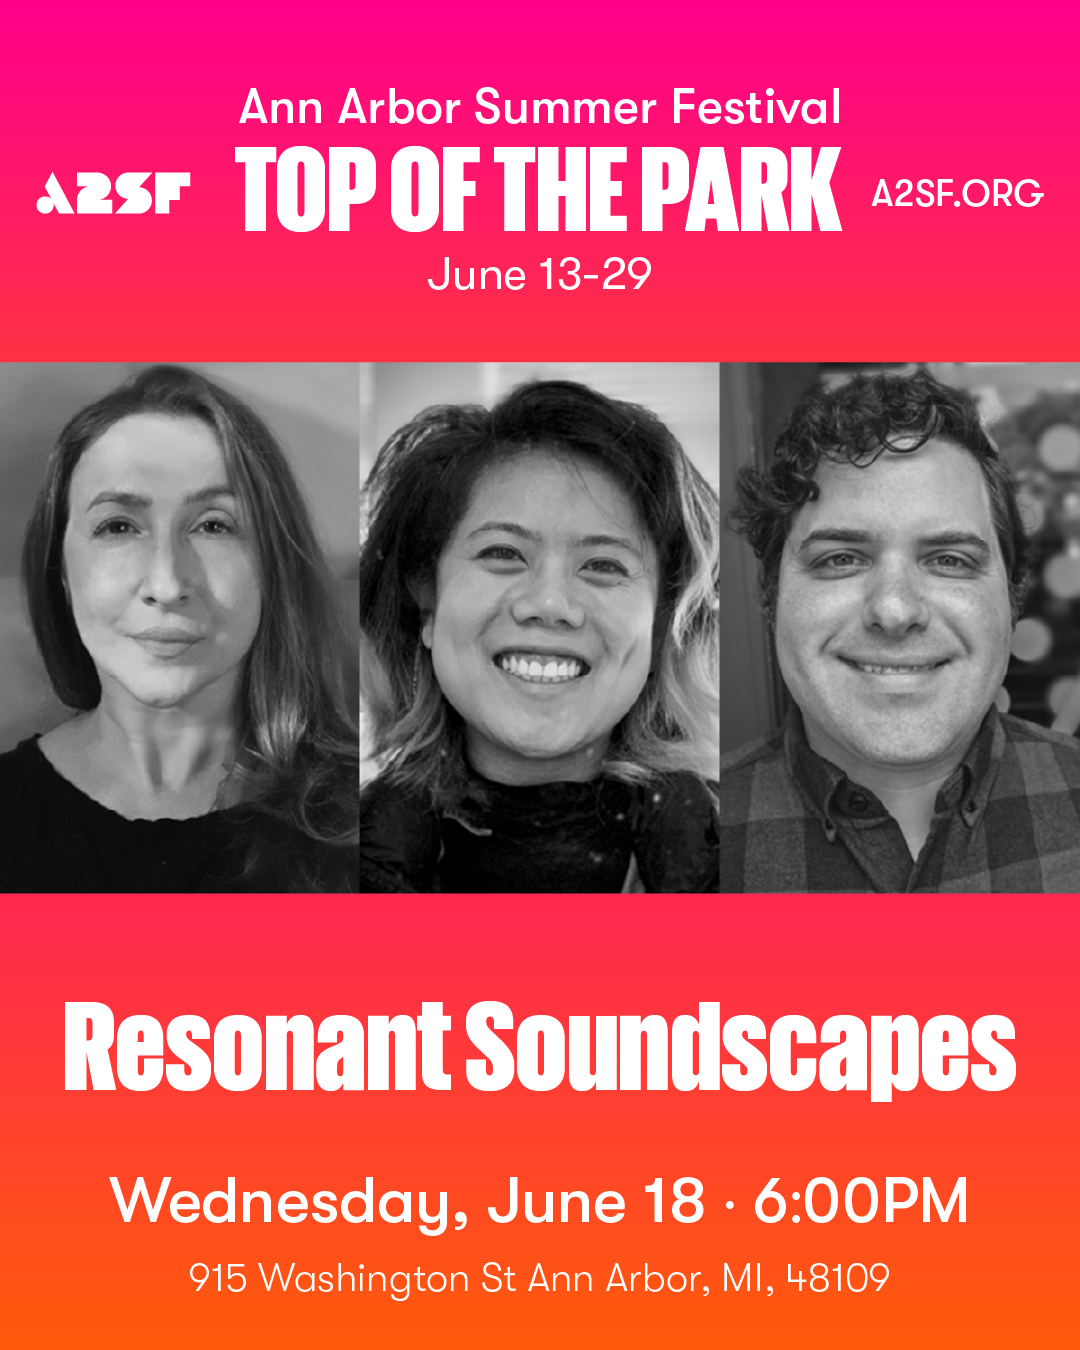 Ann Arbor Summer Festival
A2SF TOP OF THE PARK A2SF.ORG
June 13-29
Resonant Soundscapes
Wednesday, June 18 · 6:00PM
915 Washington St Ann Arbor, MI, 48109